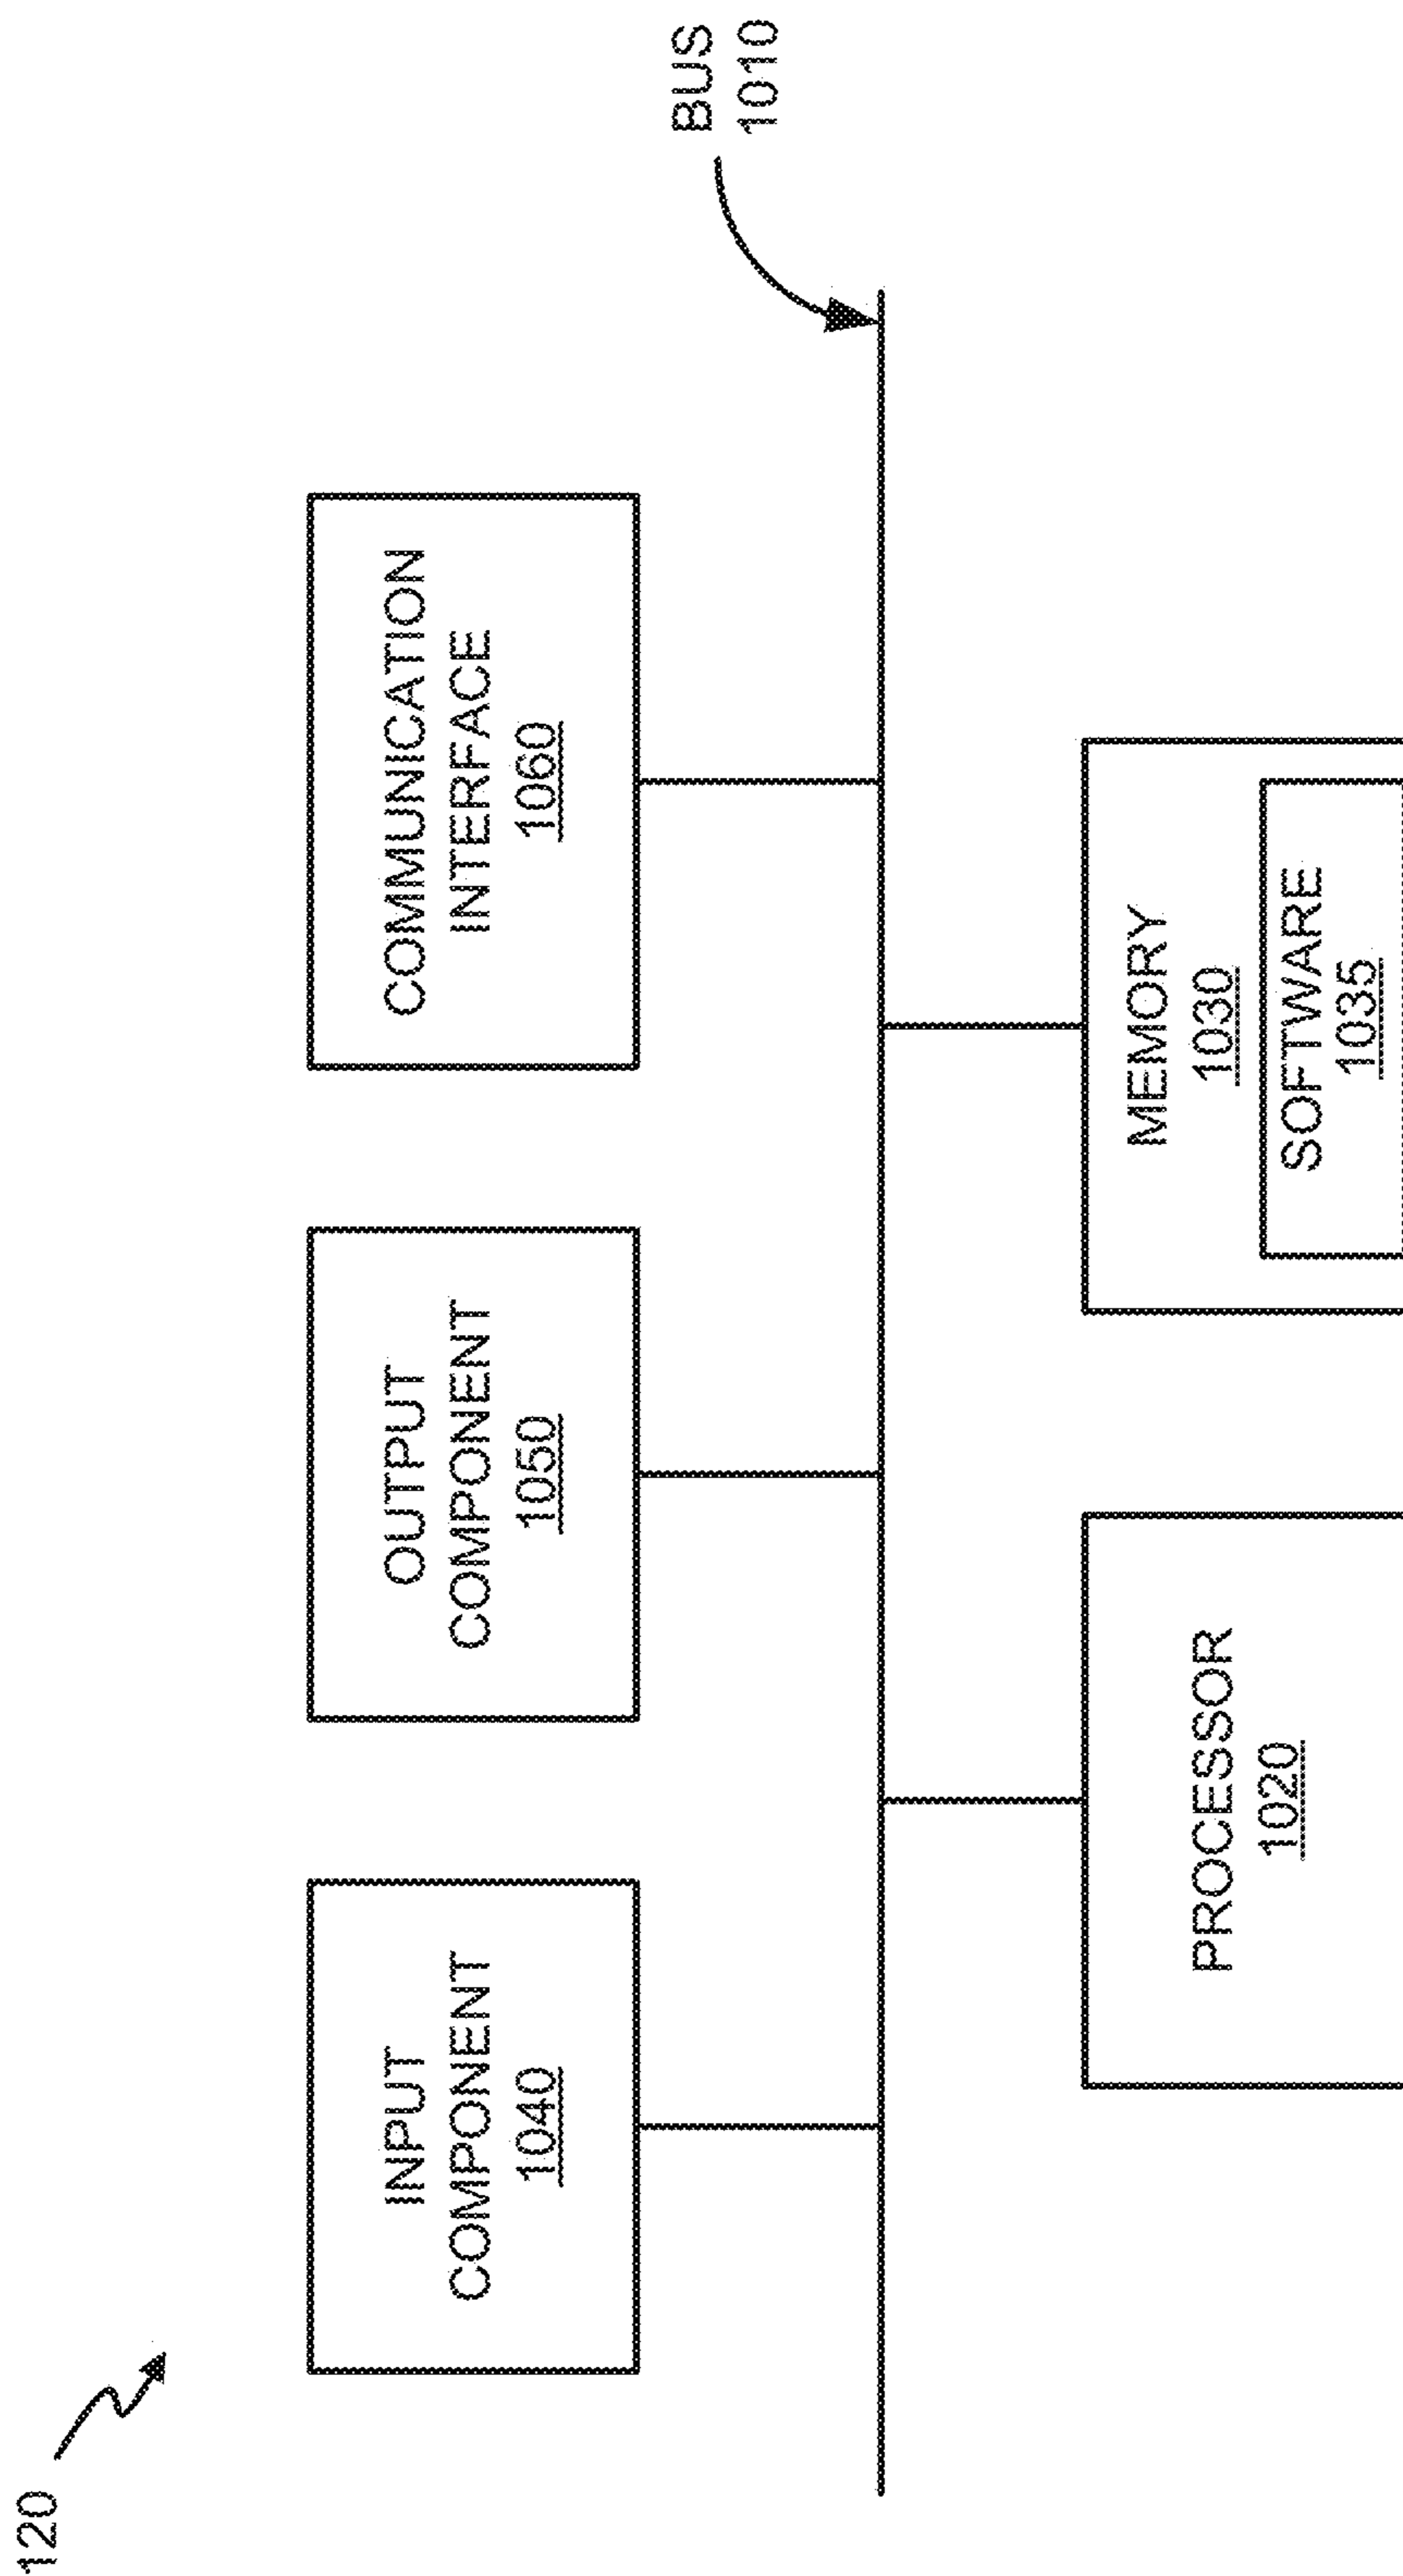 120
INPUT
COMPONENT
1040
OUTPUT
COMPONENT
1050
COMMUNICATION
INTERFACE
1060
BUS
1010
PROCESSOR
1020
MEMORY
1030
SOFTWARE
1035